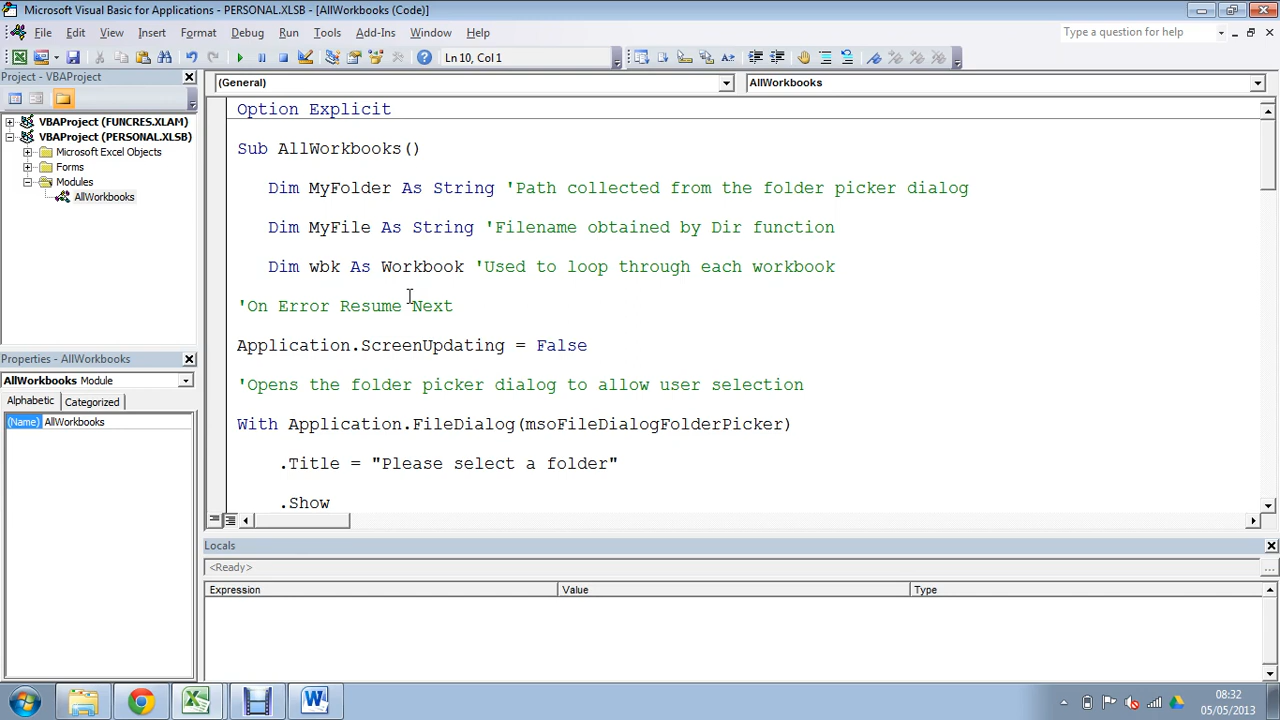 Microsoft Visual Basic for Applications - PERSONAL.XLSB - [AllWorkbooks (Code)]
File Edit View Insert Format Debug Run Tools Add-Ins Window Help
Type a question for help
Ln 10, Col 1
Project - VBAProject
(General)
AllWorkbooks
VBAProject (FUNCRES.XLAM)
VBAProject (PERSONAL.XLSB)
Microsoft Excel Objects
Forms
Modules
AllWorkbooks
Option Explicit
Sub AllWorkbooks()
Dim MyFolder As String 'Path collected from the folder picker dialog
Dim MyFile As String 'Filename obtained by Dir function
Dim wbk As Workbook 'Used to loop through each workbook
'On Error Resume Next
Application.ScreenUpdating = False
'Opens the folder picker dialog to allow user selection
With Application.FileDialog(msoFileDialogFolderPicker)
.Title = "Please select a folder"
.Show
Properties - AllWorkbooks
AllWorkbooks Module
Alphabetic Categorized
(Name) AllWorkbooks
Locals
<Ready>
Expression Value Type
08:32
05/05/2013